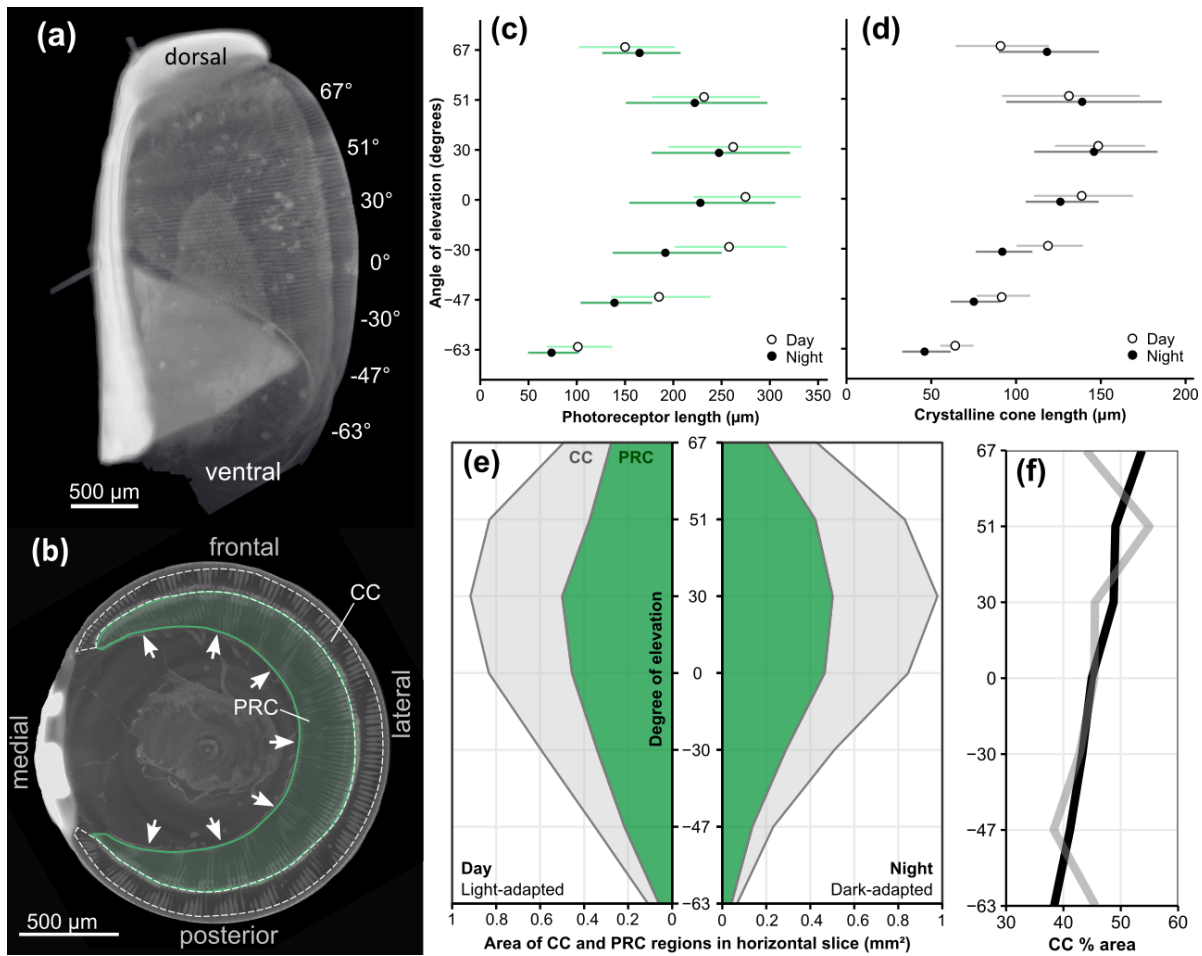 (a)
dorsal
67°
51°
30°
0°
-30°
-47°
-63°
ventral
500 µm
(b)
frontal
CC
PRC
medial
lateral
posterior
500 µm
(c)
Angle of elevation (degrees)
67
51
30
0
−30
−47
−63
Day
Night
0 50 100 150 200 250 300 350
Photoreceptor length (µm)
(d)
Day
Night
0 50 100 150 200
Crystalline cone length (µm)
(e)
CC PRC
67
51
30
0
−30
−47
−63
Degree of elevation
Day
Light-adapted
Night
Dark-adapted
1 0.8 0.6 0.4 0.2 0 0 0.2 0.4 0.6 0.8 1
Area of CC and PRC regions in horizontal slice (mm²)
(f)
67
51
30
0
−30
−47
−63
30 40 50 60
CC % area